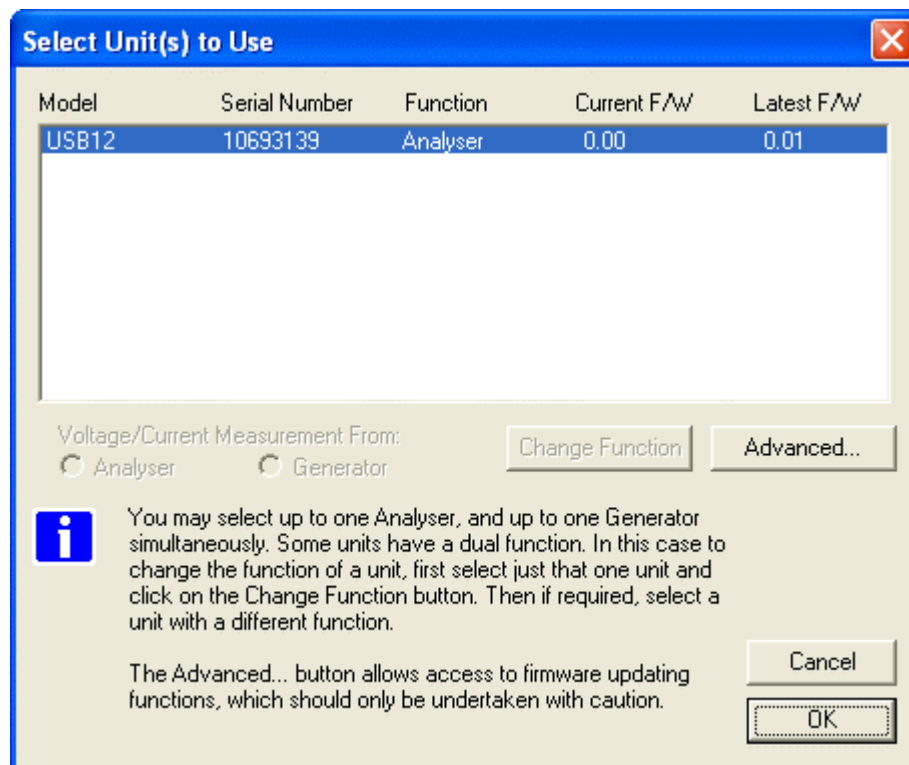 Select Unit(s) to Use
Model Serial Number Function Current F/W Latest F/W
USB12 10693139 Analyser 0.00 0.01
Voltage/Current Measurement From:
Analyser Generator
Change Function Advanced...
You may select up to one Analyser, and up to one Generator
simultaneously. Some units have a dual function. In this case to
change the function of a unit, first select just that one unit and
click on the Change Function button. Then if required, select a
unit with a different function.
The Advanced... button allows access to firmware updating
functions, which should only be undertaken with caution.
Cancel
OK